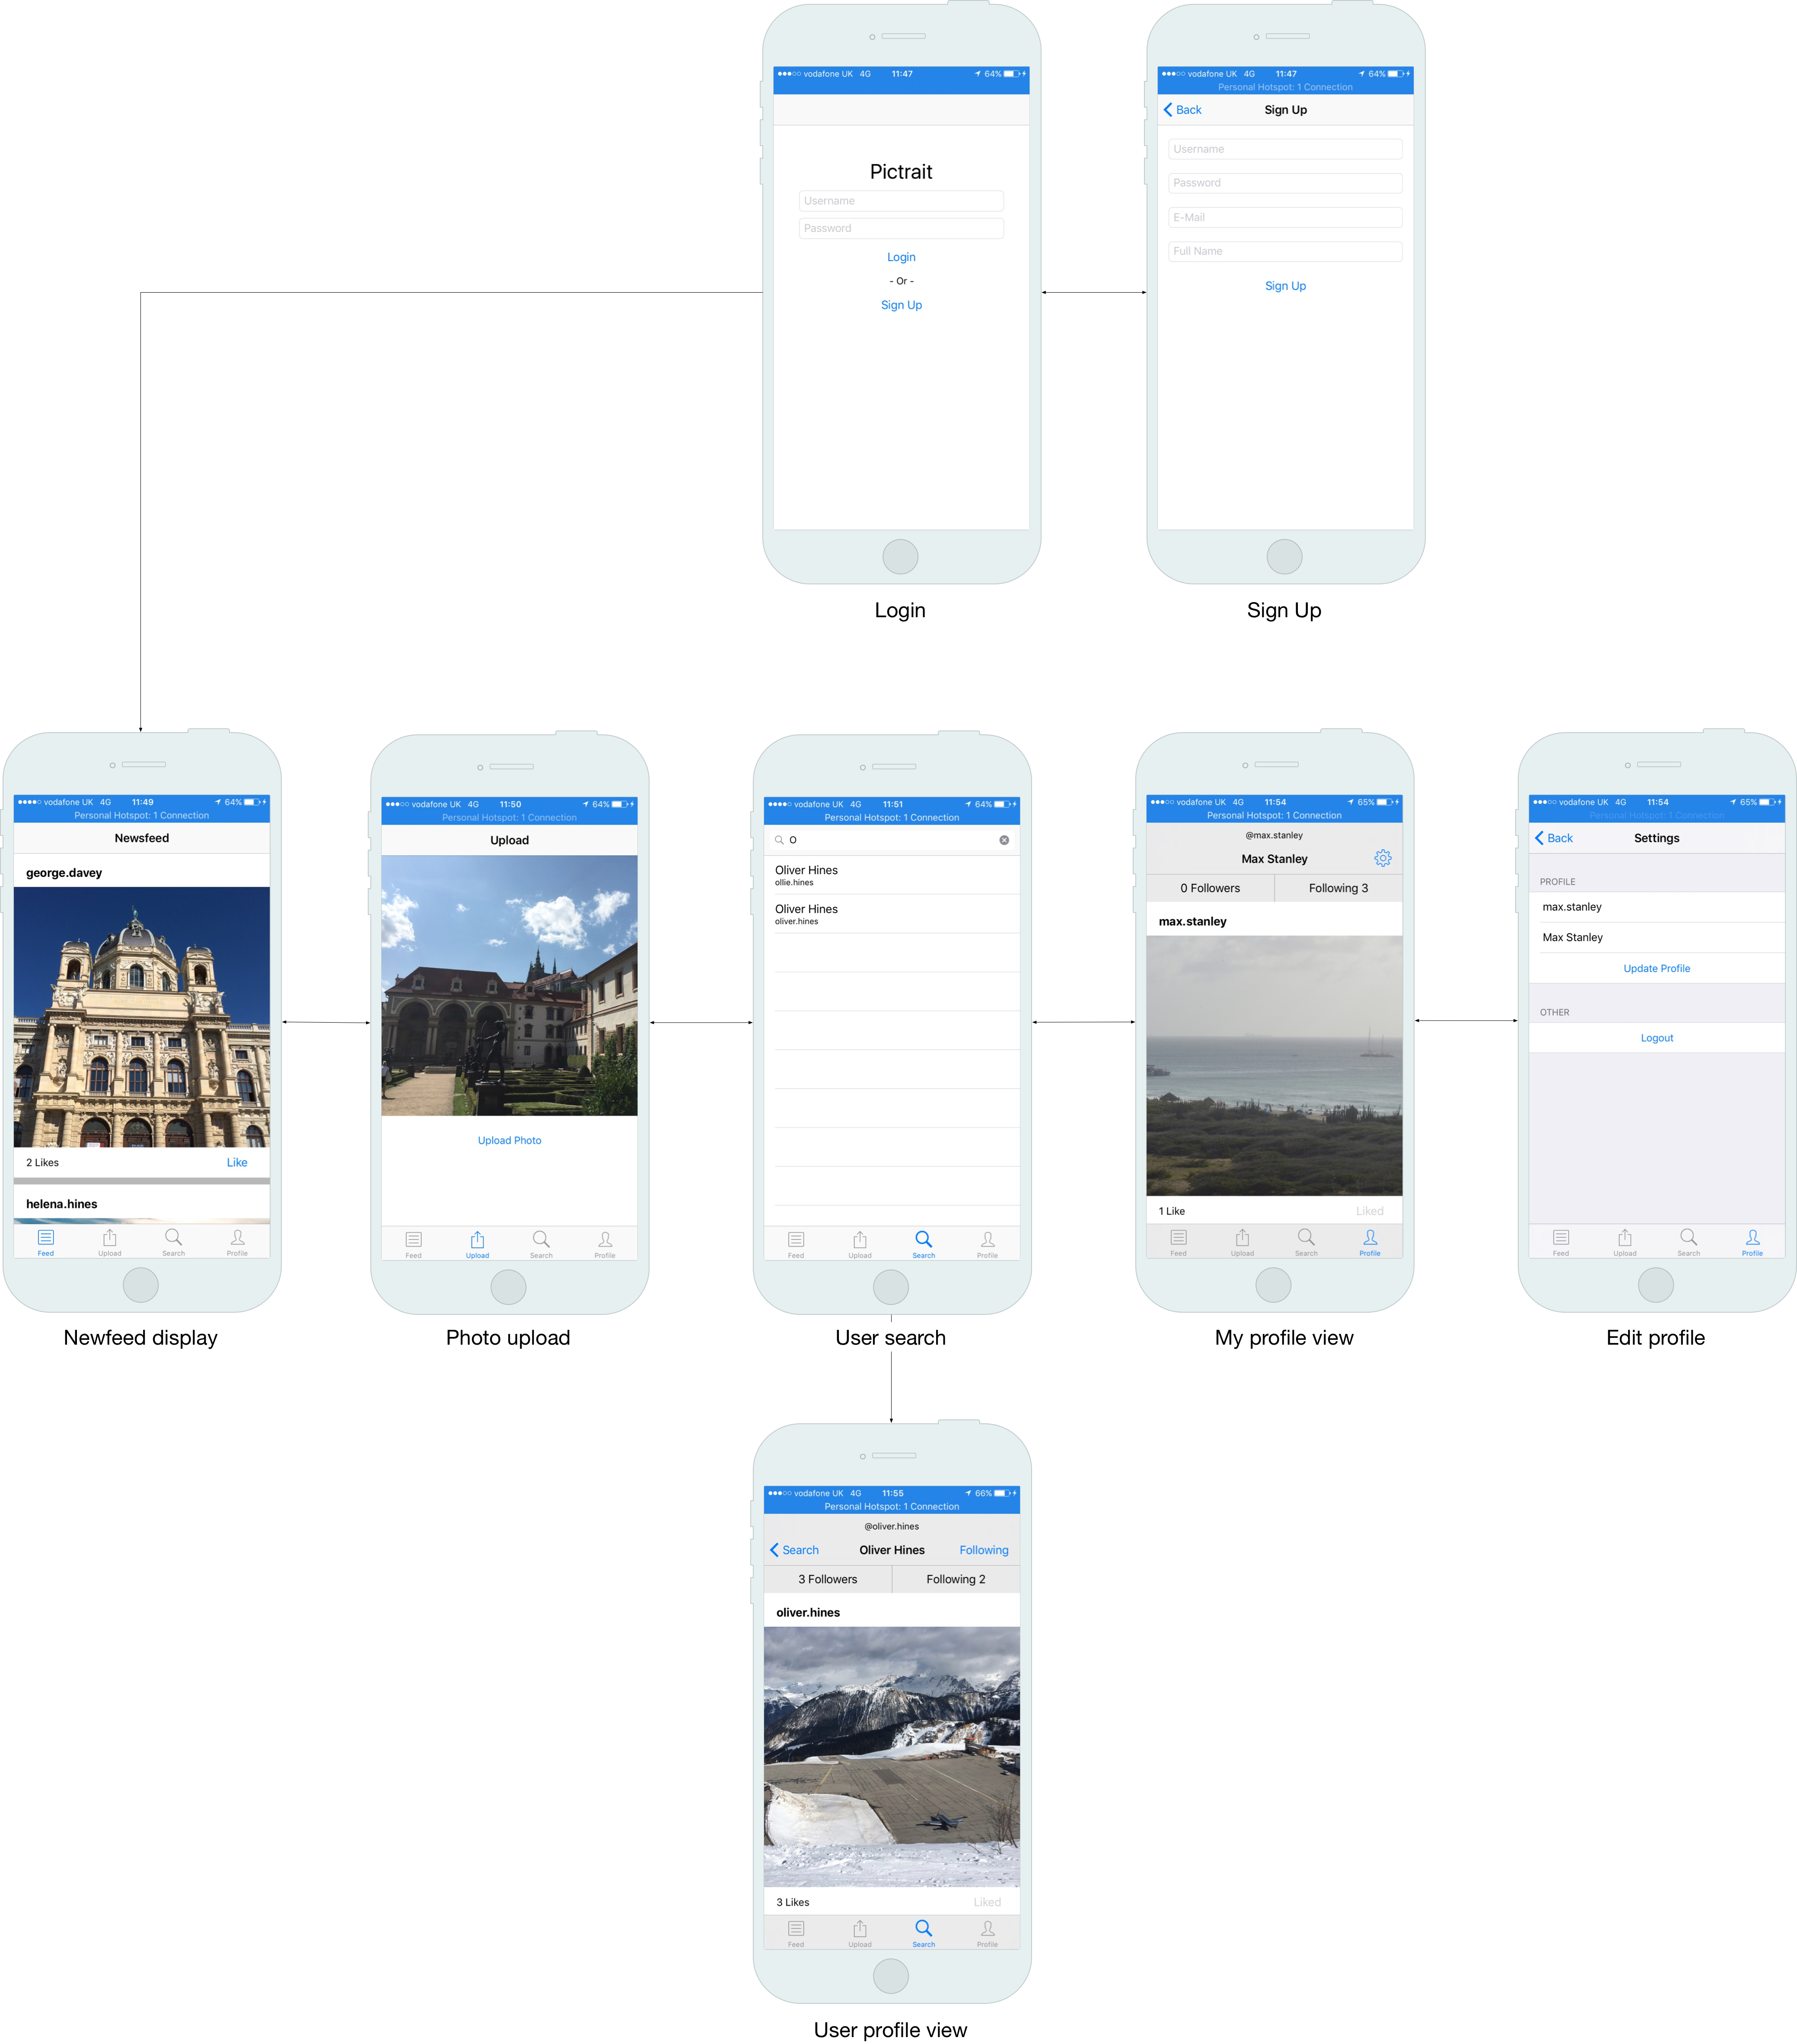 vodafone UK 4G 11:47 64%
Pictrait
Username
Password
Login
- Or -
Sign Up
Login
vodafone UK 4G 11:47 64%
Personal Hotspot: 1 Connection
Back Sign Up
Username
Password
E-Mail
Full Name
Sign Up
Sign Up
vodafone UK 4G 11:49 64%
Personal Hotspot: 1 Connection
Newsfeed
george.davey
2 Likes Like
helena.hines
Feed Upload Search Profile
Newfeed display
vodafone UK 4G 11:50 64%
Personal Hotspot: 1 Connection
Upload
Upload Photo
Feed Upload Search Profile
Photo upload
vodafone UK 4G 11:51 64%
Personal Hotspot: 1 Connection
O
Oliver Hines
ollie.hines
Oliver Hines
oliver.hines
Feed Upload Search Profile
User search
vodafone UK 4G 11:54 65%
Personal Hotspot: 1 Connection
@max.stanley
Max Stanley
0 Followers Following 3
max.stanley
1 Like Liked
Feed Upload Search Profile
My profile view
vodafone UK 4G 11:54 65%
Personal Hotspot: 1 Connection
Back Settings
PROFILE
max.stanley
Max Stanley
Update Profile
OTHER
Logout
Feed Upload Search Profile
Edit profile
vodafone UK 4G 11:55 66%
Personal Hotspot: 1 Connection
@oliver.hines
Search Oliver Hines Following
3 Followers Following 2
oliver.hines
3 Likes Liked
Feed Upload Search Profile
User profile view